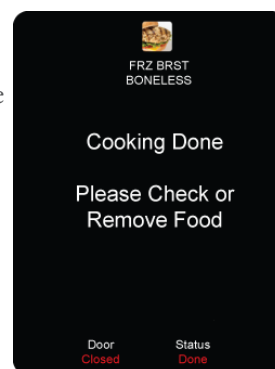 e
FRZ BRST
BONELESS
Cooking Done
Please Check or
Remove Food
Door Status
Closed Done